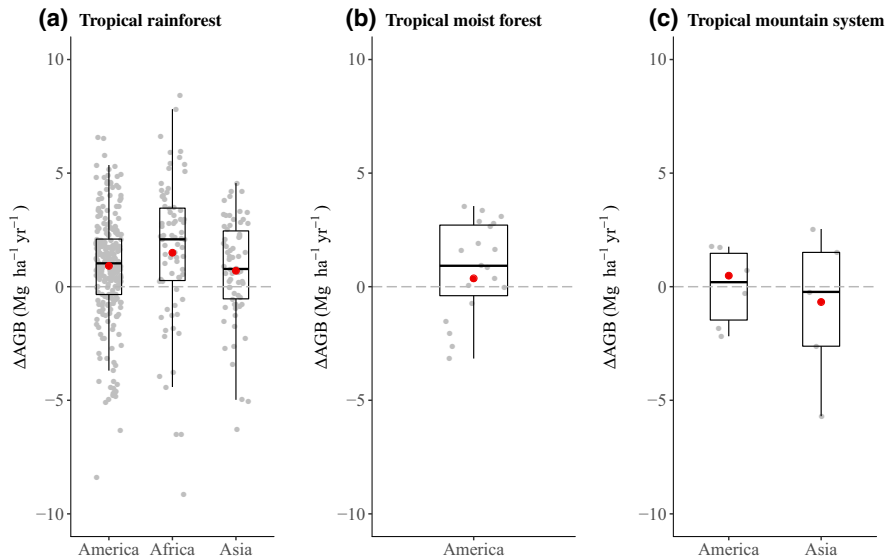 (a) Tropical rainforest
ΔAGB (Mg ha⁻¹ yr⁻¹ )
10
5
0
−5
−10
America Africa Asia
(b) Tropical moist forest
ΔAGB (Mg ha⁻¹ yr⁻¹ )
10
5
0
−5
−10
America
(c) Tropical mountain system
ΔAGB (Mg ha⁻¹ yr⁻¹ )
10
5
0
−5
−10
America Asia